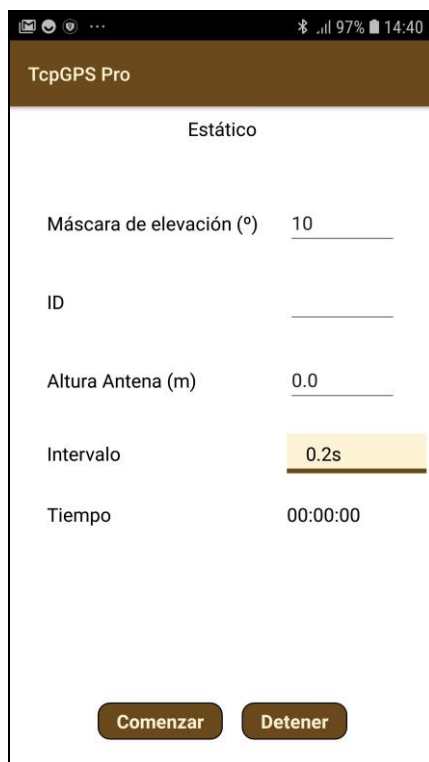 97% 14:40
TcpGPS Pro
Estático
Máscara de elevación (º) 10
ID
Altura Antena (m) 0.0
Intervalo 0.2s
Tiempo 00:00:00
Comenzar Detener